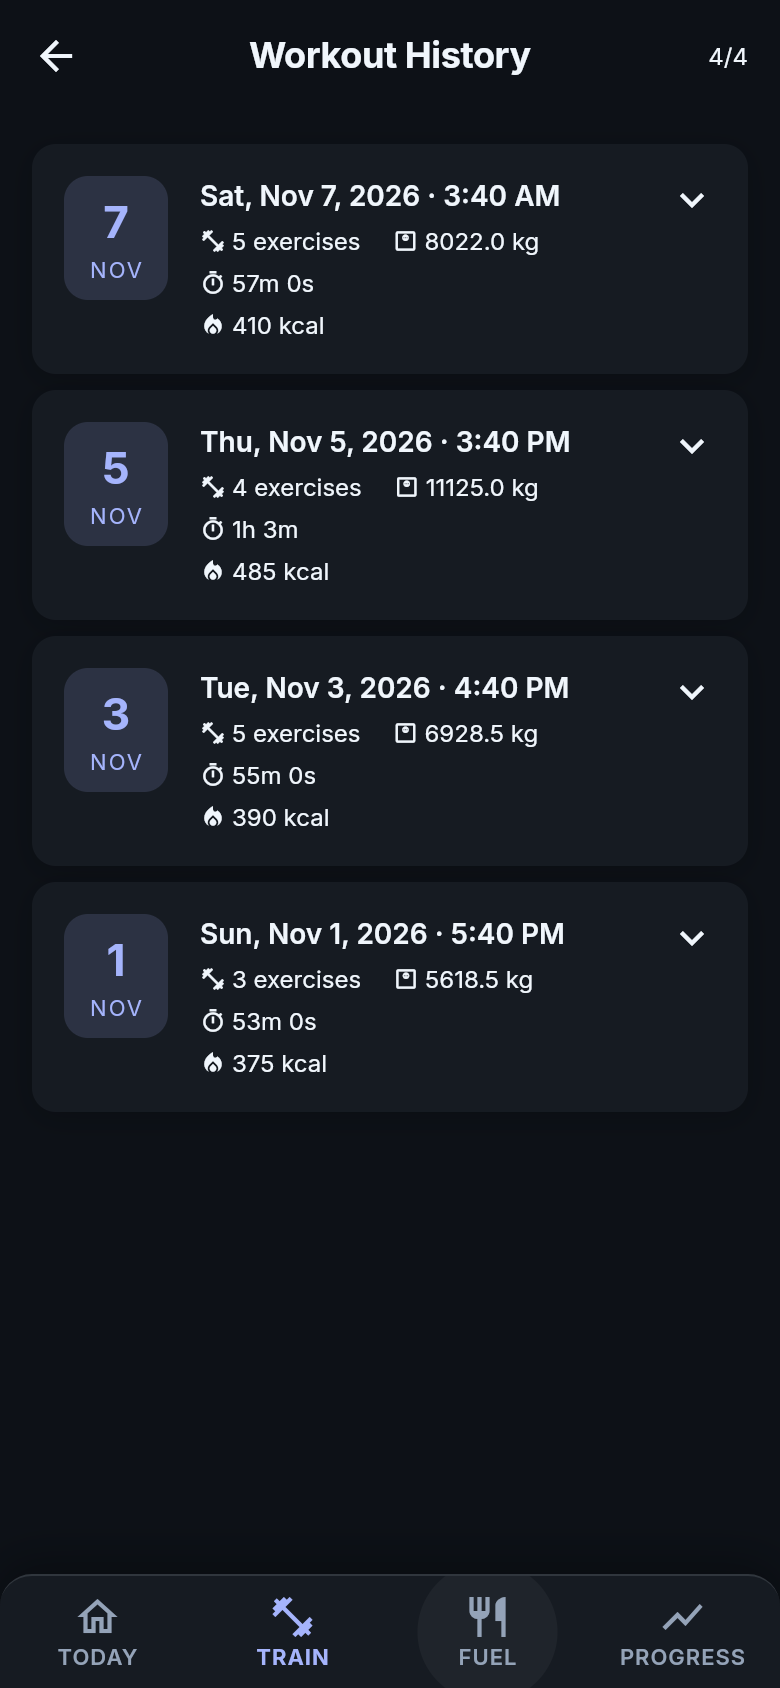 Workout History
4/4
7
NOV
Sat, Nov 7, 2026 · 3:40 AM
5 exercises 8022.0 kg
57m 0s
410 kcal
5
NOV
Thu, Nov 5, 2026 · 3:40 PM
4 exercises 11125.0 kg
1h 3m
485 kcal
3
NOV
Tue, Nov 3, 2026 · 4:40 PM
5 exercises 6928.5 kg
55m 0s
390 kcal
1
NOV
Sun, Nov 1, 2026 · 5:40 PM
3 exercises 5618.5 kg
53m 0s
375 kcal
TODAY TRAIN FUEL PROGRESS